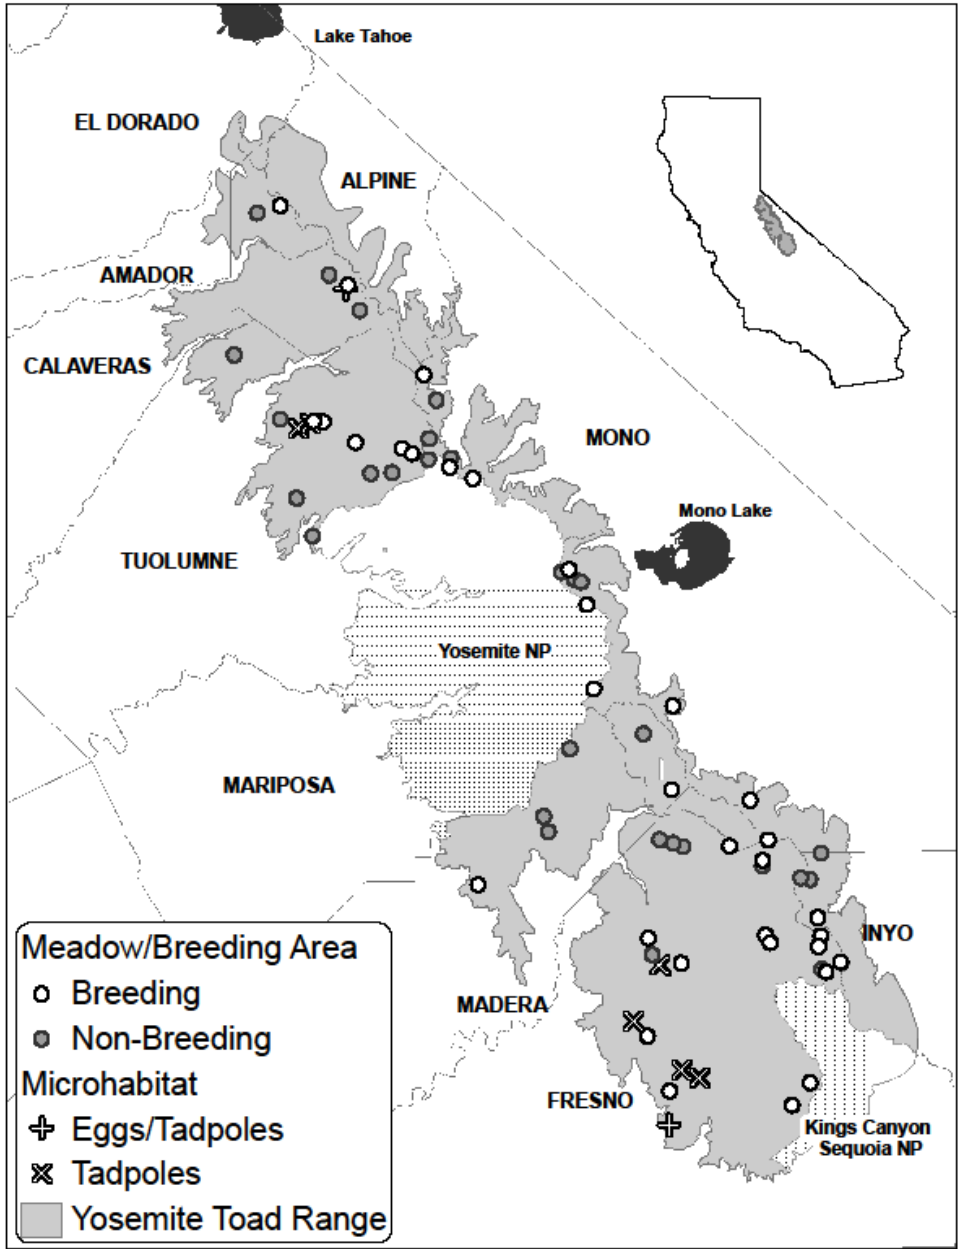 Lake Tahoe
EL DORADO
ALPINE
AMADOR
CALAVERAS
MONO
Mono Lake
TUOLUMNE
Yosemite NP
MARIPOSA
INYO
MADERA
FRESNO
Kings Canyon
Sequoia NP
Meadow/Breeding Area
Breeding
Non-Breeding
Microhabitat
Eggs/Tadpoles
Tadpoles
Yosemite Toad Range